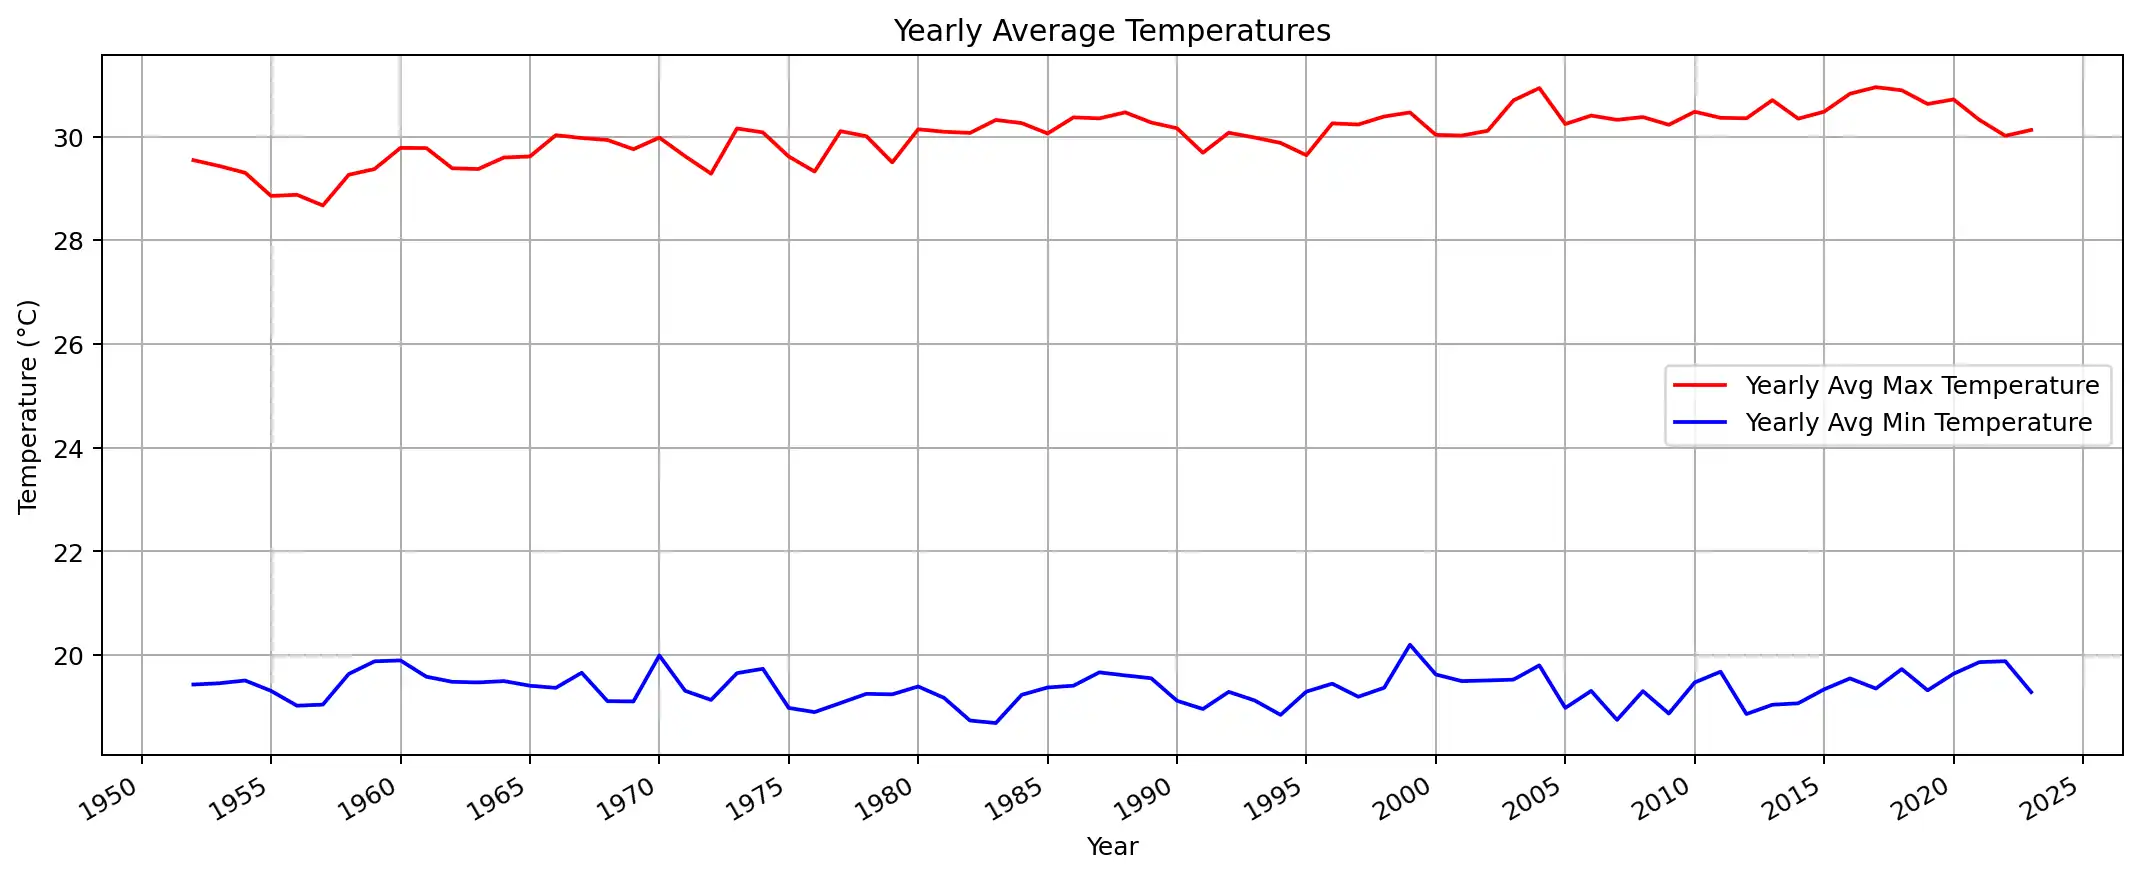 Yearly Average Temperatures
Temperature (°C)
30
28
26
24
22
20
Yearly Avg Max Temperature
Yearly Avg Min Temperature
1950 1955 1960 1965 1970 1975 1980 1985 1990 1995 2000 2005 2010 2015 2020 2025
Year